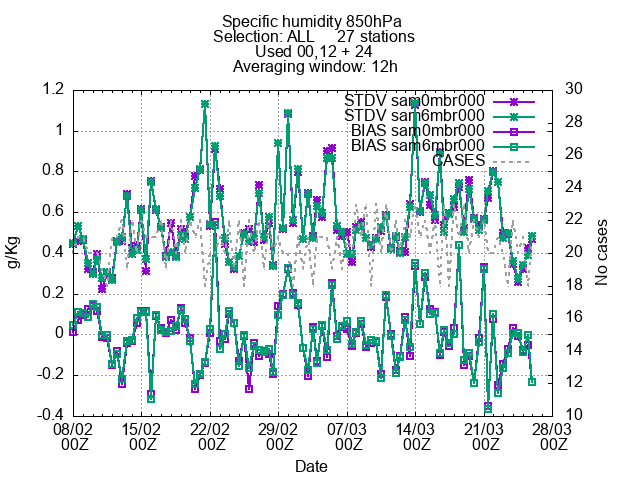 Specific humidity 850hPa
Selection: ALL 27 stations
Used 00,12 + 24
Averaging window: 12h
STDV sam0mbr000
STDV sam6mbr000
BIAS sam0mbr000
BIAS sam6mbr000
CASES
1.2
1
0.8
0.6
0.4
0.2
0
-0.2
-0.4
g/Kg
30
28
26
24
22
20
18
16
14
12
10
No cases
08/02 15/02 22/02 29/02 07/03 14/03 21/03 28/03
00Z 00Z 00Z 00Z 00Z 00Z 00Z 00Z
Date